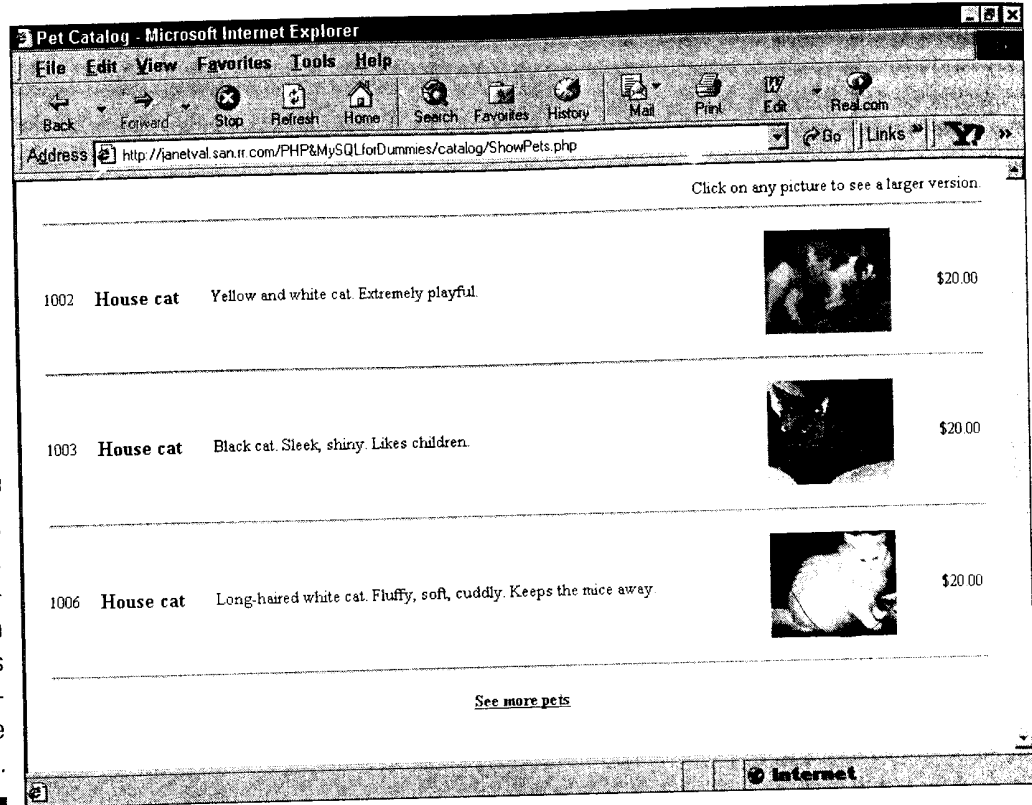 Pet Catalog - Microsoft Internet Explorer
File Edit View Favorites Tools Help
Back Forward Stop Refresh Home Search Favorites History Mail Print Edit Real.com
Address http://janetval.san.rr.com/PHP&MySQLforDummies/catalog/ShowPets.php Go Links » Y? »
Click on any picture to see a larger version.
1002 House cat Yellow and white cat. Extremely playful. $20.00
1003 House cat Black cat. Sleek, shiny. Likes children. $20.00
1006 House cat Long-haired white cat. Fluffy, soft, cuddly. Keeps the mice away. $20.00
See more pets
Internet